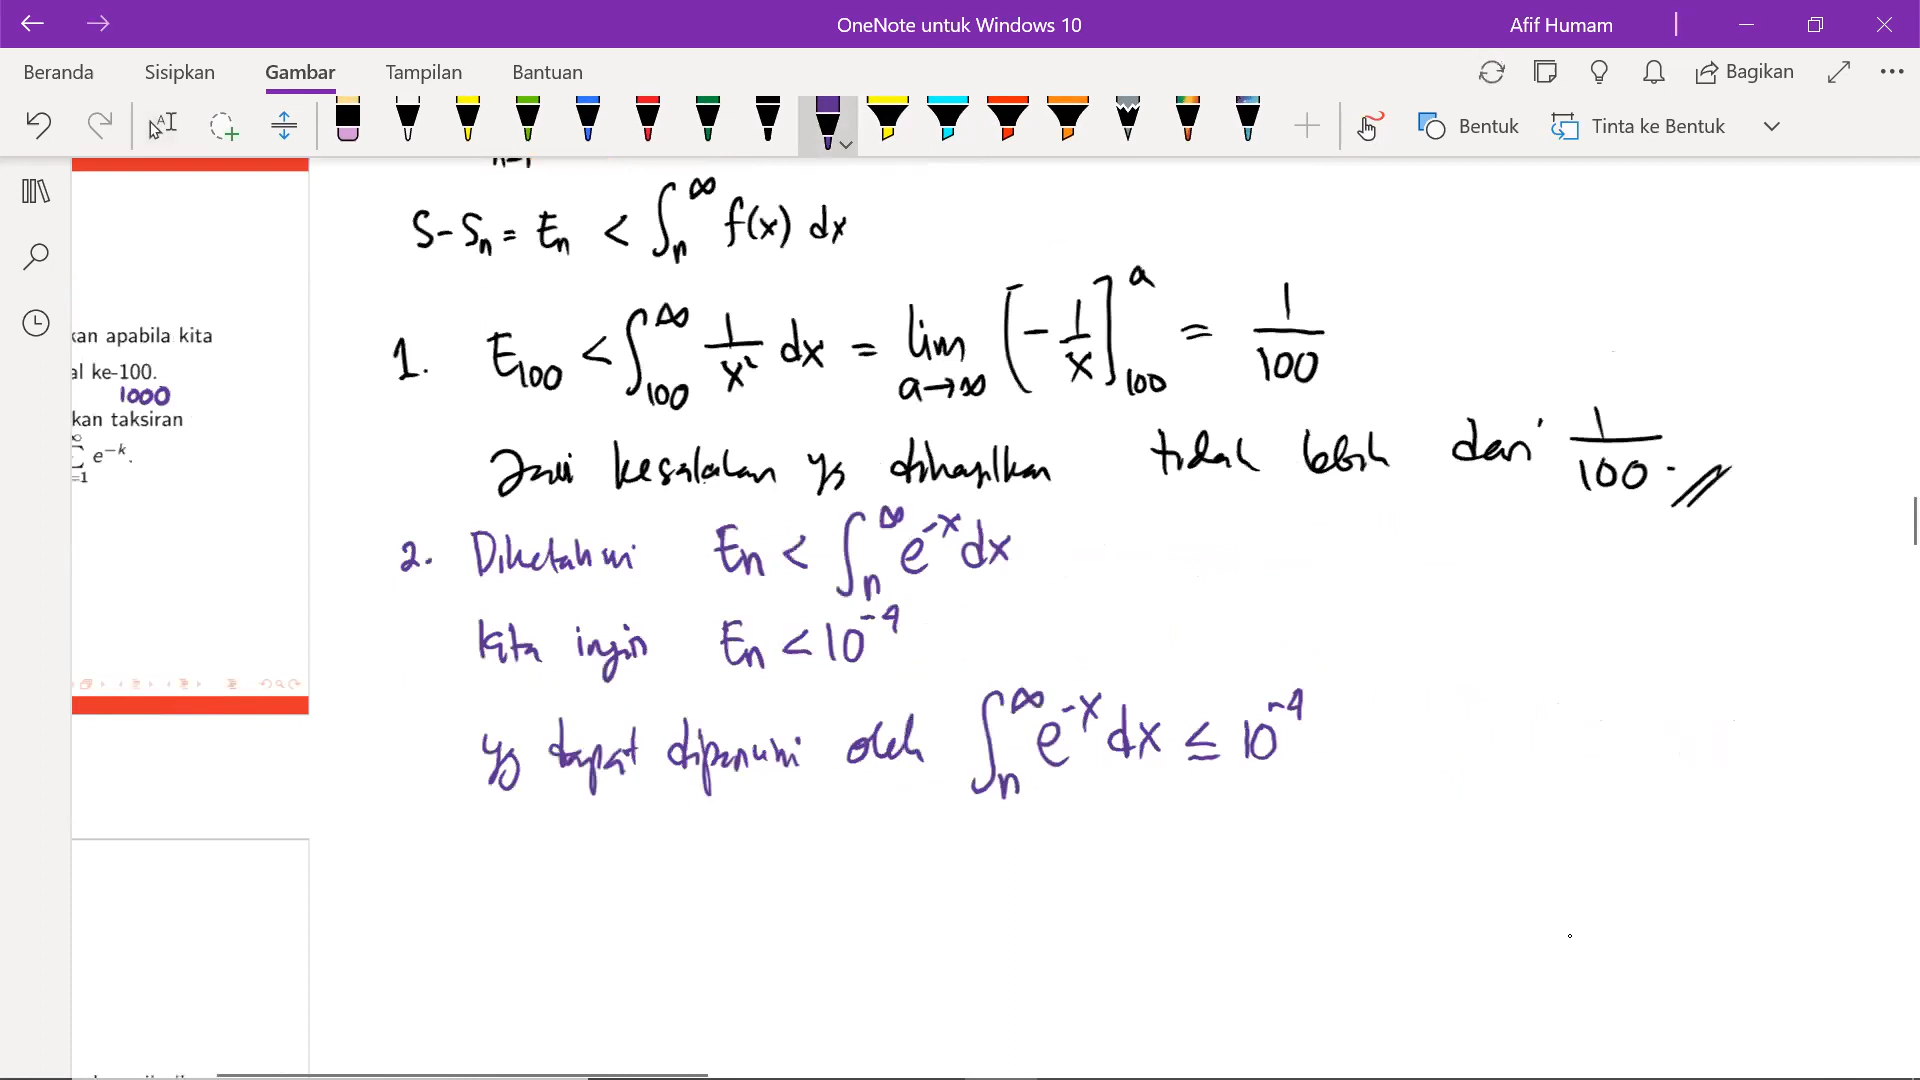 OneNote untuk Windows 10
Afif Humam
Beranda Sisipkan Gambar Tampilan Bantuan
Bagikan
Bentuk Tinta ke Bentuk
S-Sₙ = Eₙ < ∫ₙ^∞ f(x) dx
kan apabila kita
al ke-100.
1000
kan taksiran
∞
∑ e^{-k}.
=1
1. E₁₀₀ < ∫₁₀₀^∞ 1/x² dx = lim_{a→∞} [-1/x]₁₀₀^a = 1/100
Jadi kesalahan yg dihasilkan tidak lebih dari 1/100. //
2. Diketahui Eₙ < ∫ₙ^∞ e^{-x} dx
kita ingin Eₙ < 10^{-4}
yg dapat dipenuhi oleh ∫ₙ^∞ e^{-x} dx ≤ 10^{-4}